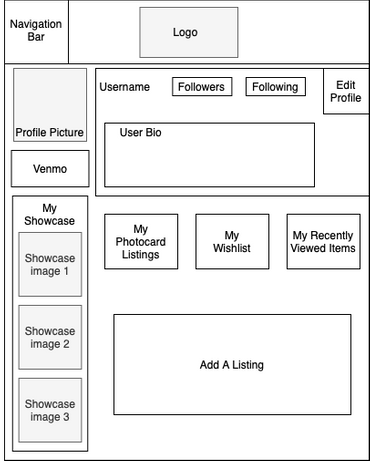 Navigation
Bar
Logo
Profile Picture
Username
Followers
Following
Edit
Profile
User Bio
Venmo
My
Showcase
Showcase
image 1
Showcase
image 2
Showcase
image 3
My
Photocard
Listings
My
Wishlist
My Recently
Viewed Items
Add A Listing